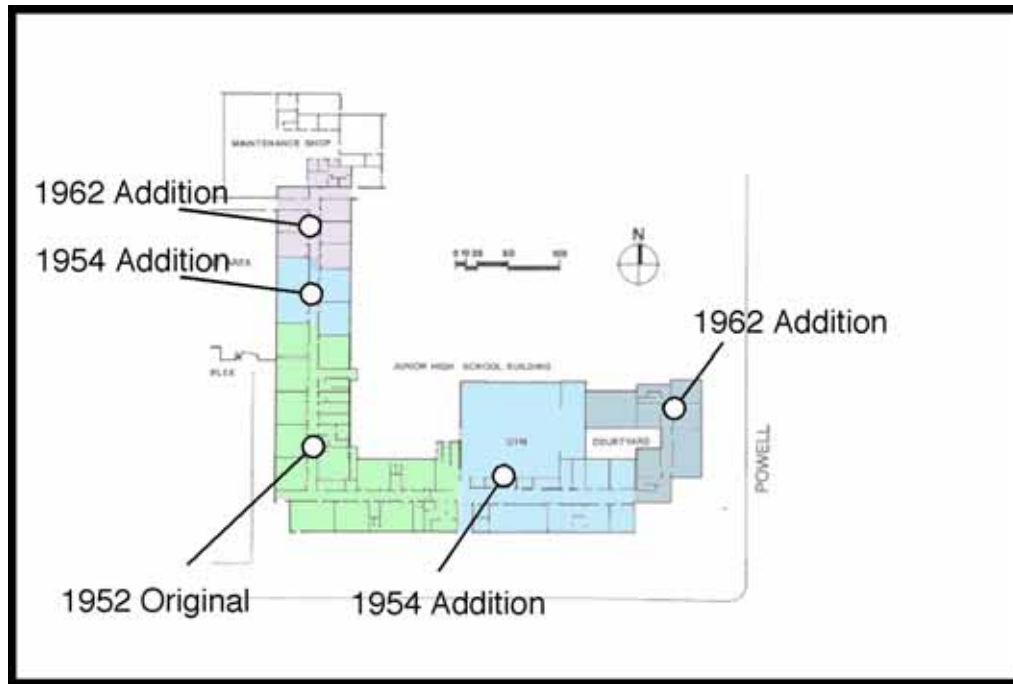 MAINTENANCE SHOP
1962 Addition
1954 Addition
N
1962 Addition
PLEX
JUNIOR HIGH SCHOOL BUILDING
GYM
COURTYARD
POWELL
1952 Original
1954 Addition